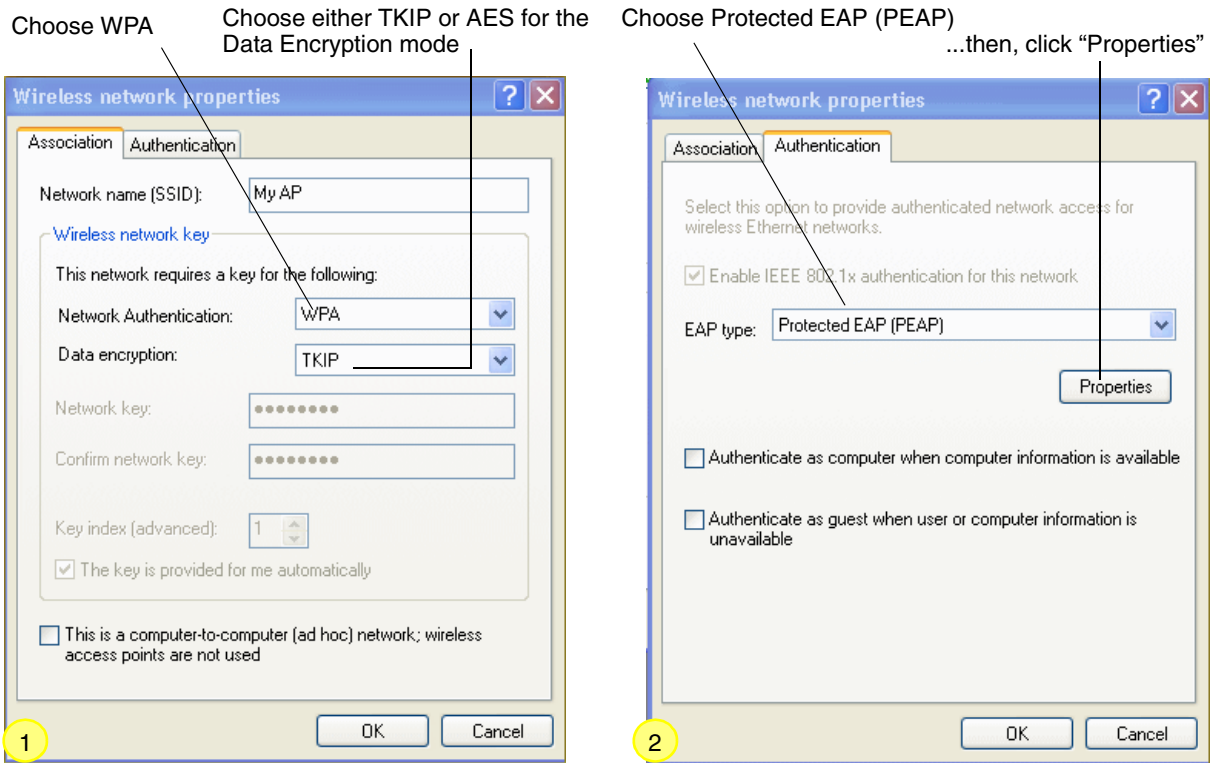 Choose WPA
Choose either TKIP or AES for the
Data Encryption mode
Choose Protected EAP (PEAP)
...then, click “Properties”
Wireless network properties
Association
Authentication
Network name (SSID):
My AP
Wireless network key
This network requires a key for the following:
Network Authentication:
WPA
Data encryption:
TKIP
Network key:
••••••••
Confirm network key:
••••••••
Key index (advanced):
1
The key is provided for me automatically
This is a computer-to-computer (ad hoc) network; wireless
access points are not used
OK
Cancel
1
Wireless network properties
Association
Authentication
Select this option to provide authenticated network access for
wireless Ethernet networks.
Enable IEEE 802.1x authentication for this network
EAP type:
Protected EAP (PEAP)
Properties
Authenticate as computer when computer information is available
Authenticate as guest when user or computer information is
unavailable
OK
Cancel
2